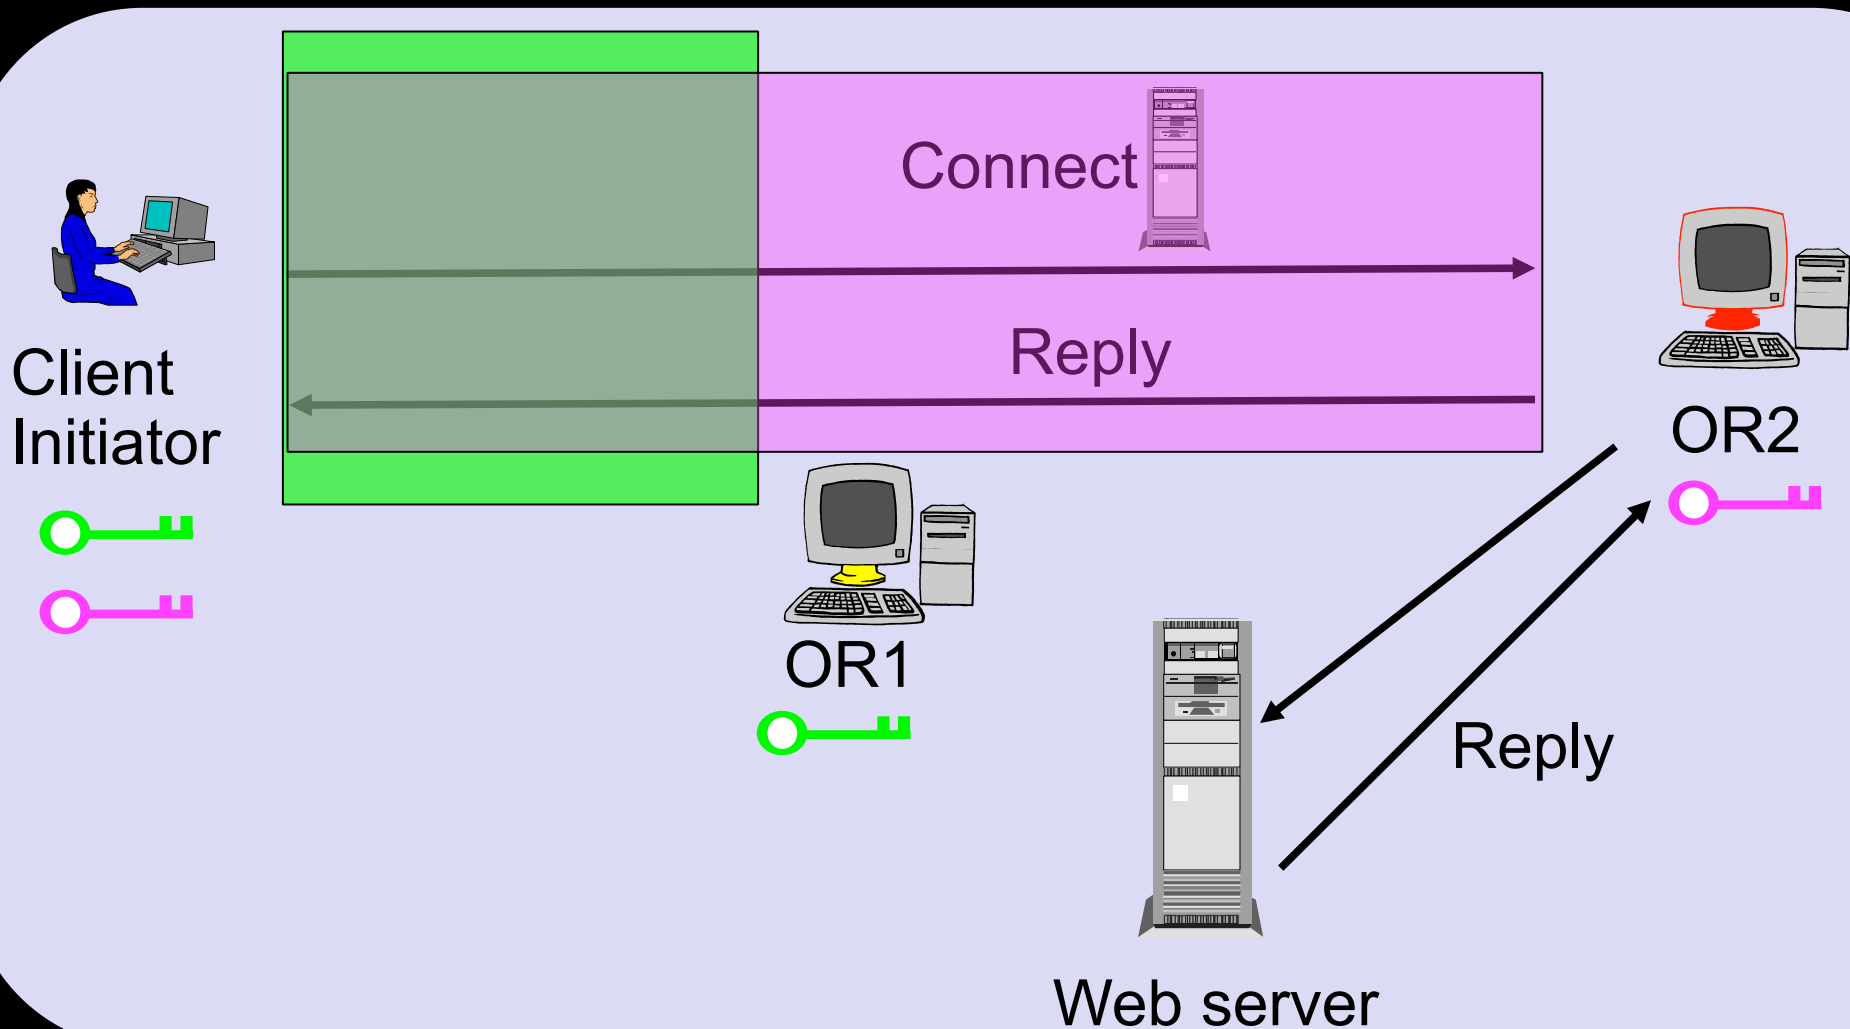 Connect
Reply
Client
Initiator
OR2
OR1
Reply
Web server